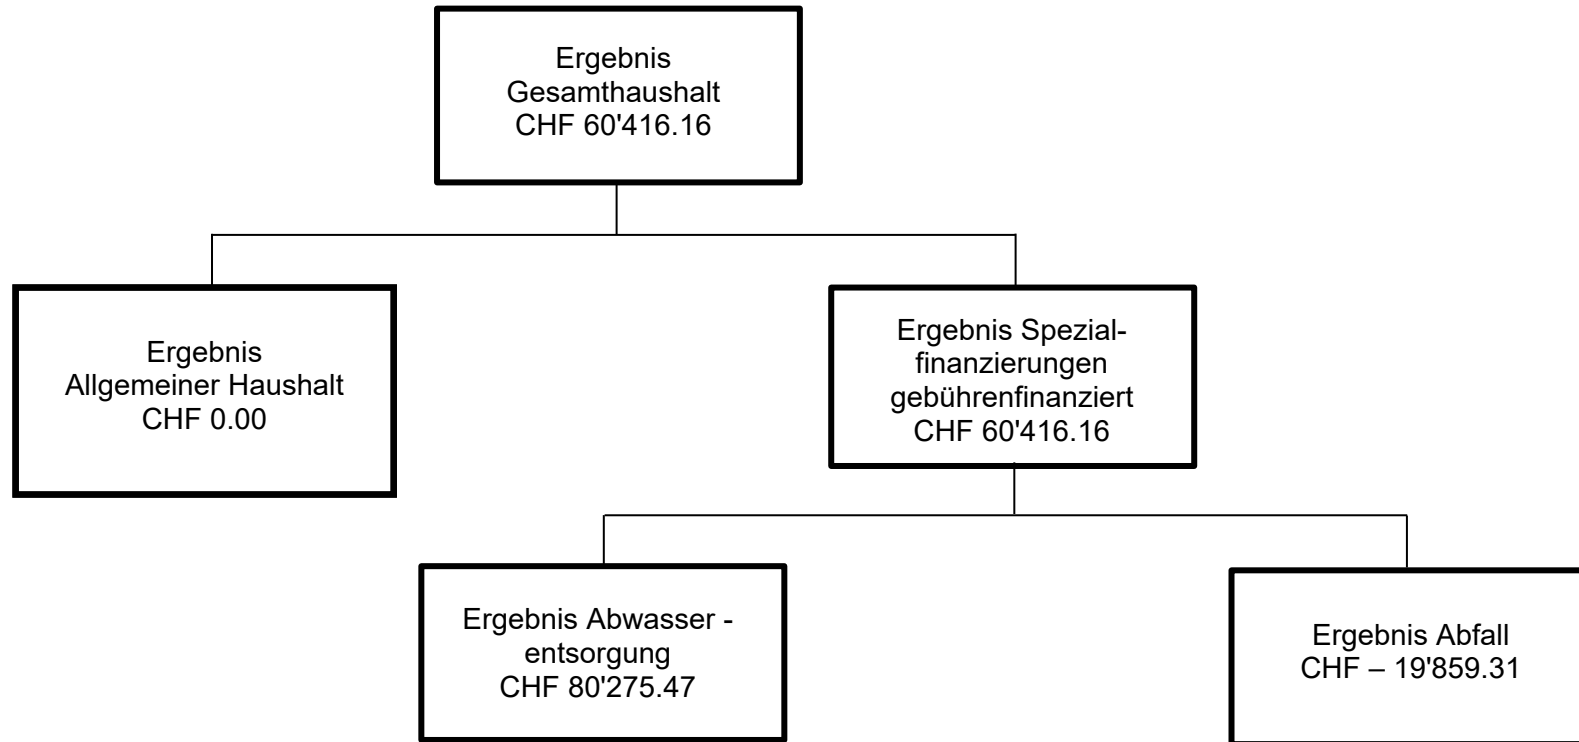 Ergebnis
Gesamthaushalt
CHF 60'416.16
Ergebnis
Allgemeiner Haushalt
CHF 0.00
Ergebnis Spezial-
finanzierungen
gebührenfinanziert
CHF 60'416.16
Ergebnis Abwasser -
entsorgung
CHF 80'275.47
Ergebnis Abfall
CHF – 19'859.31